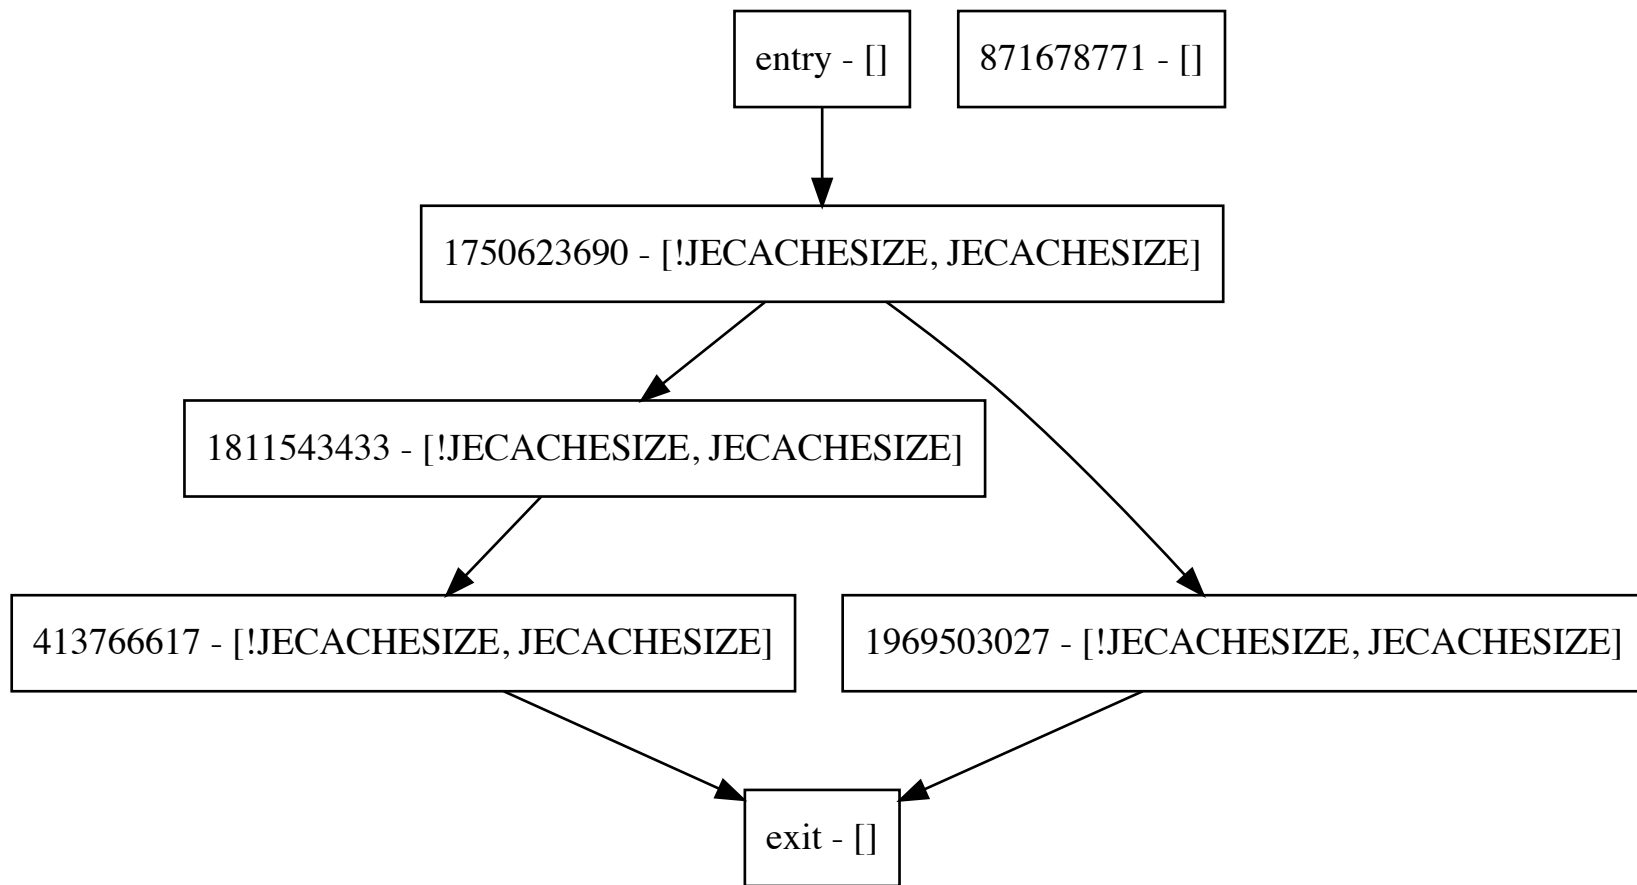 entry - []
871678771 - []
1750623690 - [!JECACHESIZE, JECACHESIZE]
1811543433 - [!JECACHESIZE, JECACHESIZE]
413766617 - [!JECACHESIZE, JECACHESIZE]
1969503027 - [!JECACHESIZE, JECACHESIZE]
exit - []